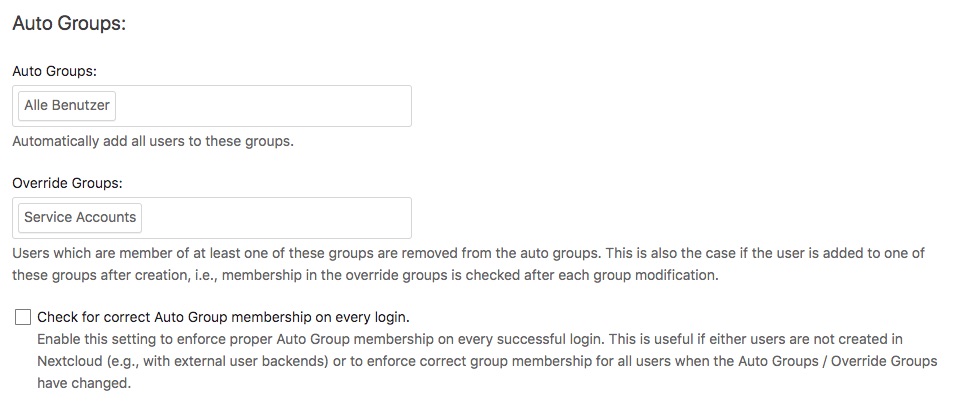 Auto Groups:
Auto Groups:
Alle Benutzer
Automatically add all users to these groups.
Override Groups:
Service Accounts
Users which are member of at least one of these groups are removed from the auto groups. This is also the case if the user is added to one of
these groups after creation, i.e., membership in the override groups is checked after each group modification.
Check for correct Auto Group membership on every login.
Enable this setting to enforce proper Auto Group membership on every successful login. This is useful if either users are not created in
Nextcloud (e.g., with external user backends) or to enforce correct group membership for all users when the Auto Groups / Override Groups
have changed.